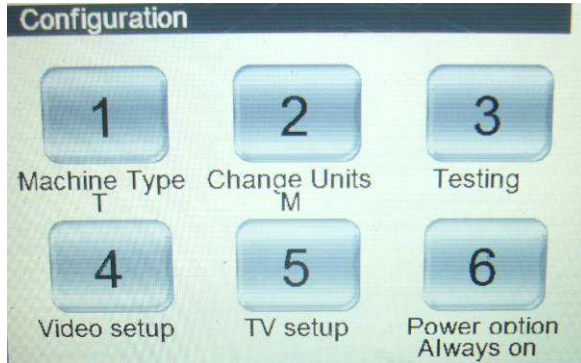 Configuration
1 2 3
Machine Type Change Units Testing
T 'M
4 5 6
Video setup TV setup Power option
Always on